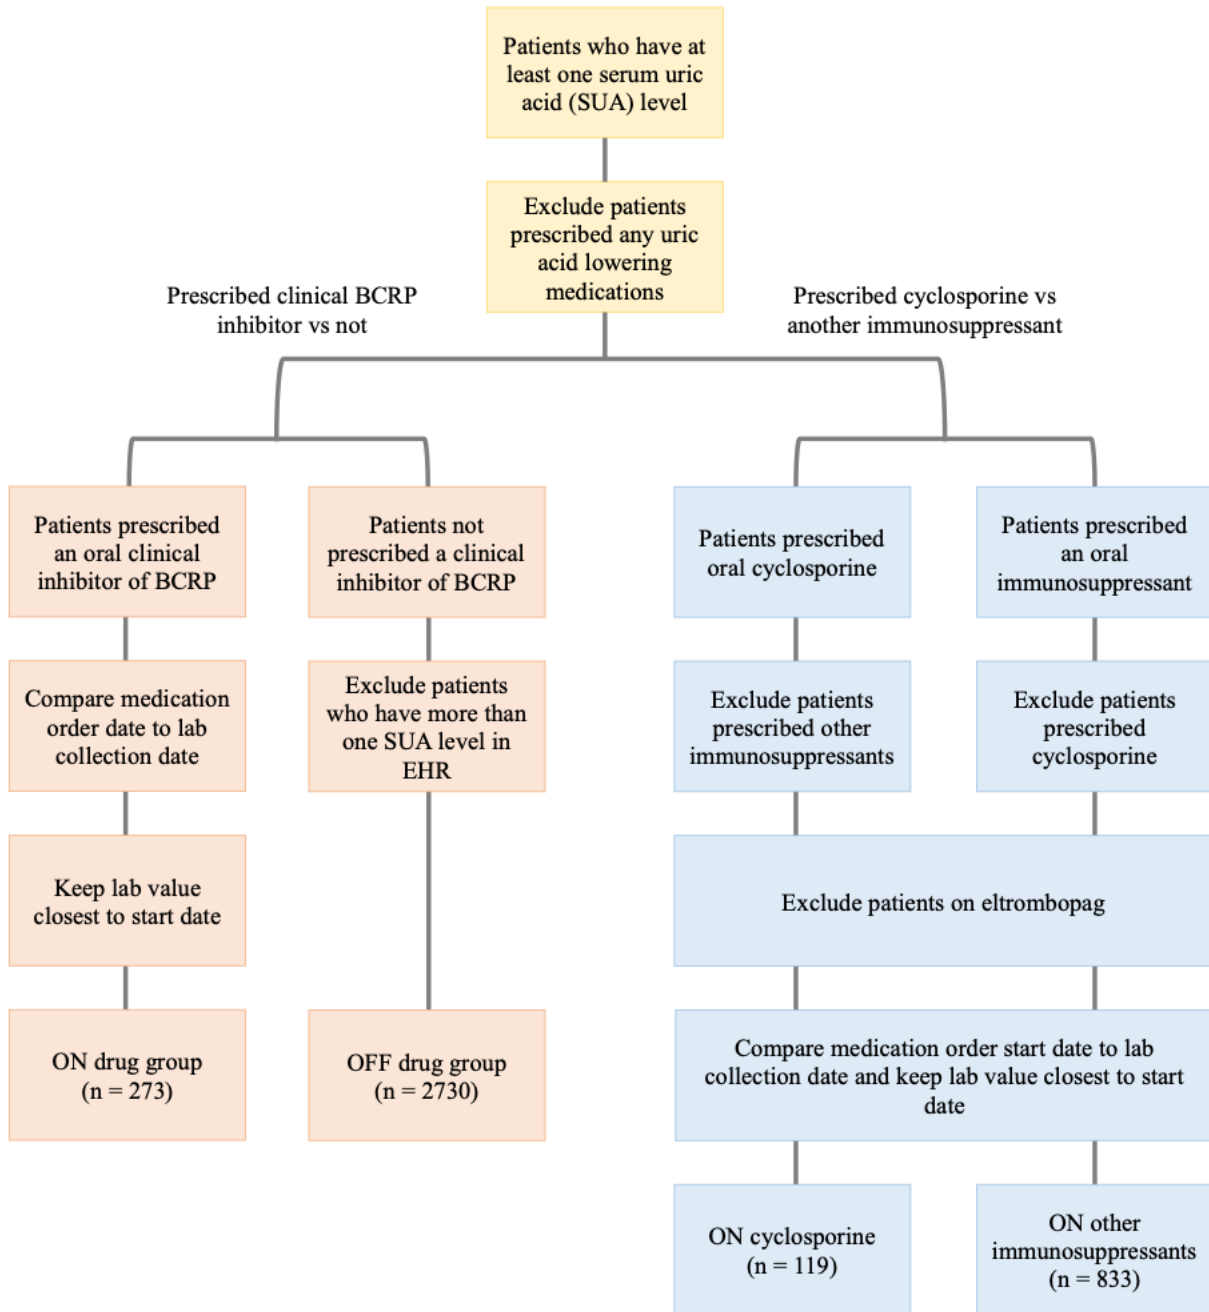 Patients who have at
least one serum uric
acid (SUA) level
Exclude patients
prescribed any uric
acid lowering
medications
Prescribed clinical BCRP
inhibitor vs not
Prescribed cyclosporine vs
another immunosuppressant
Patients prescribed
an oral clinical
inhibitor of BCRP
Patients not
prescribed a clinical
inhibitor of BCRP
Patients prescribed
oral cyclosporine
Patients prescribed
an oral
immunosuppressant
Compare medication
order date to lab
collection date
Exclude patients
who have more than
one SUA level in
EHR
Exclude patients
prescribed other
immunosuppressants
Exclude patients
prescribed
cyclosporine
Keep lab value
closest to start date
Exclude patients on eltrombopag
ON drug group
(n = 273)
OFF drug group
(n = 2730)
Compare medication order start date to lab
collection date and keep lab value closest to start
date
ON cyclosporine
(n = 119)
ON other
immunosuppressants
(n = 833)